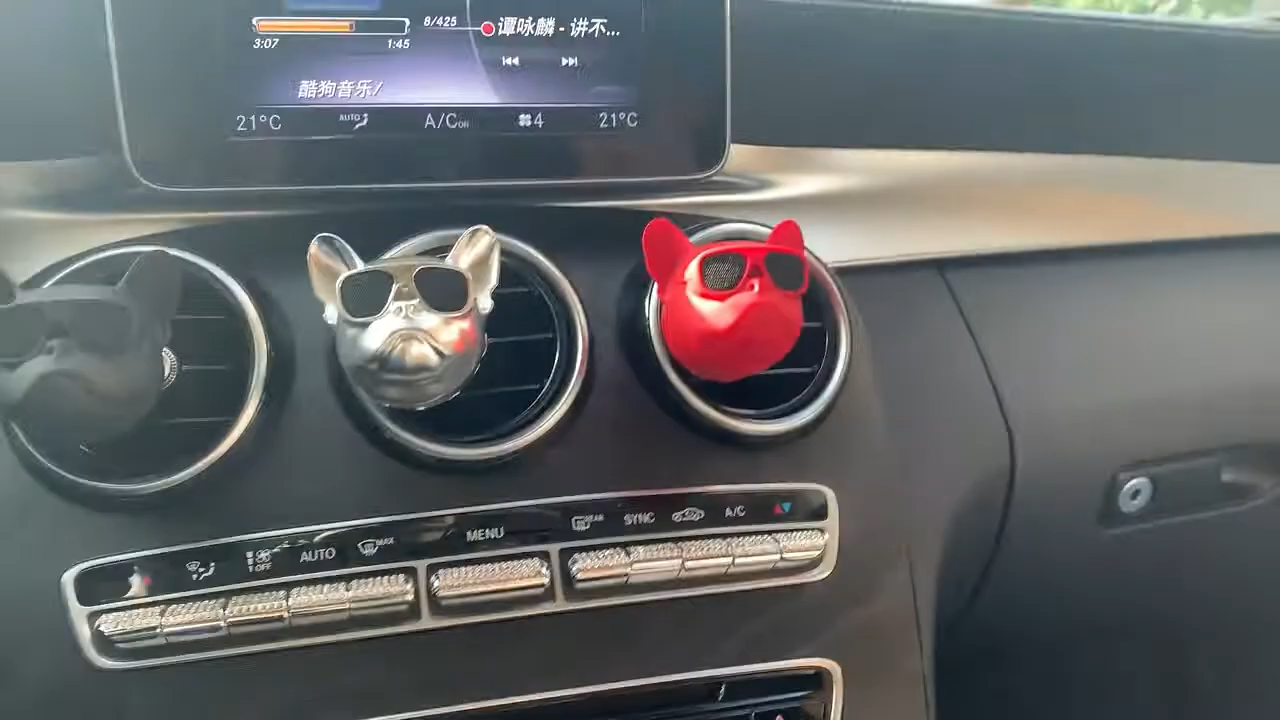 8/425
谭咏麟 - 讲不...
3:07
1:45
酷狗音乐/
21°C
AUTO
A/C ON
4
21°C
OFF
AUTO
MAX
MENU
REAR
SYNC
A/C